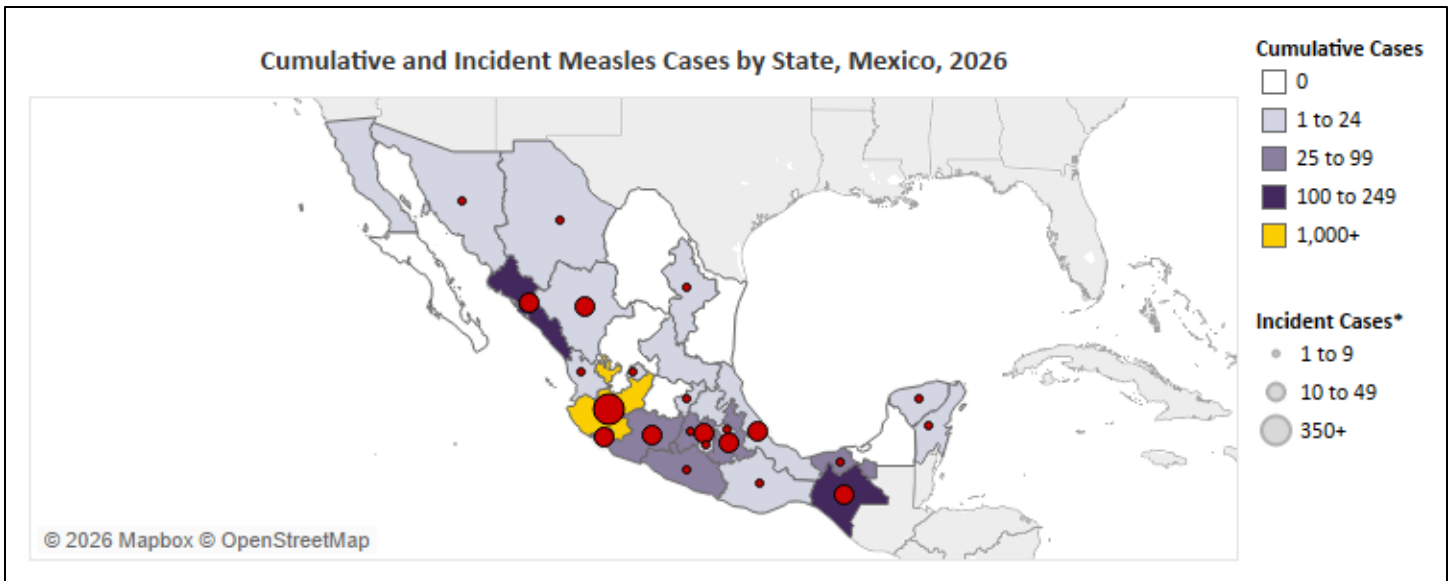 Cumulative and Incident Measles Cases by State, Mexico, 2026
Cumulative Cases
0
1 to 24
25 to 99
100 to 249
1,000+
Incident Cases*
1 to 9
10 to 49
350+
© 2026 Mapbox © OpenStreetMap